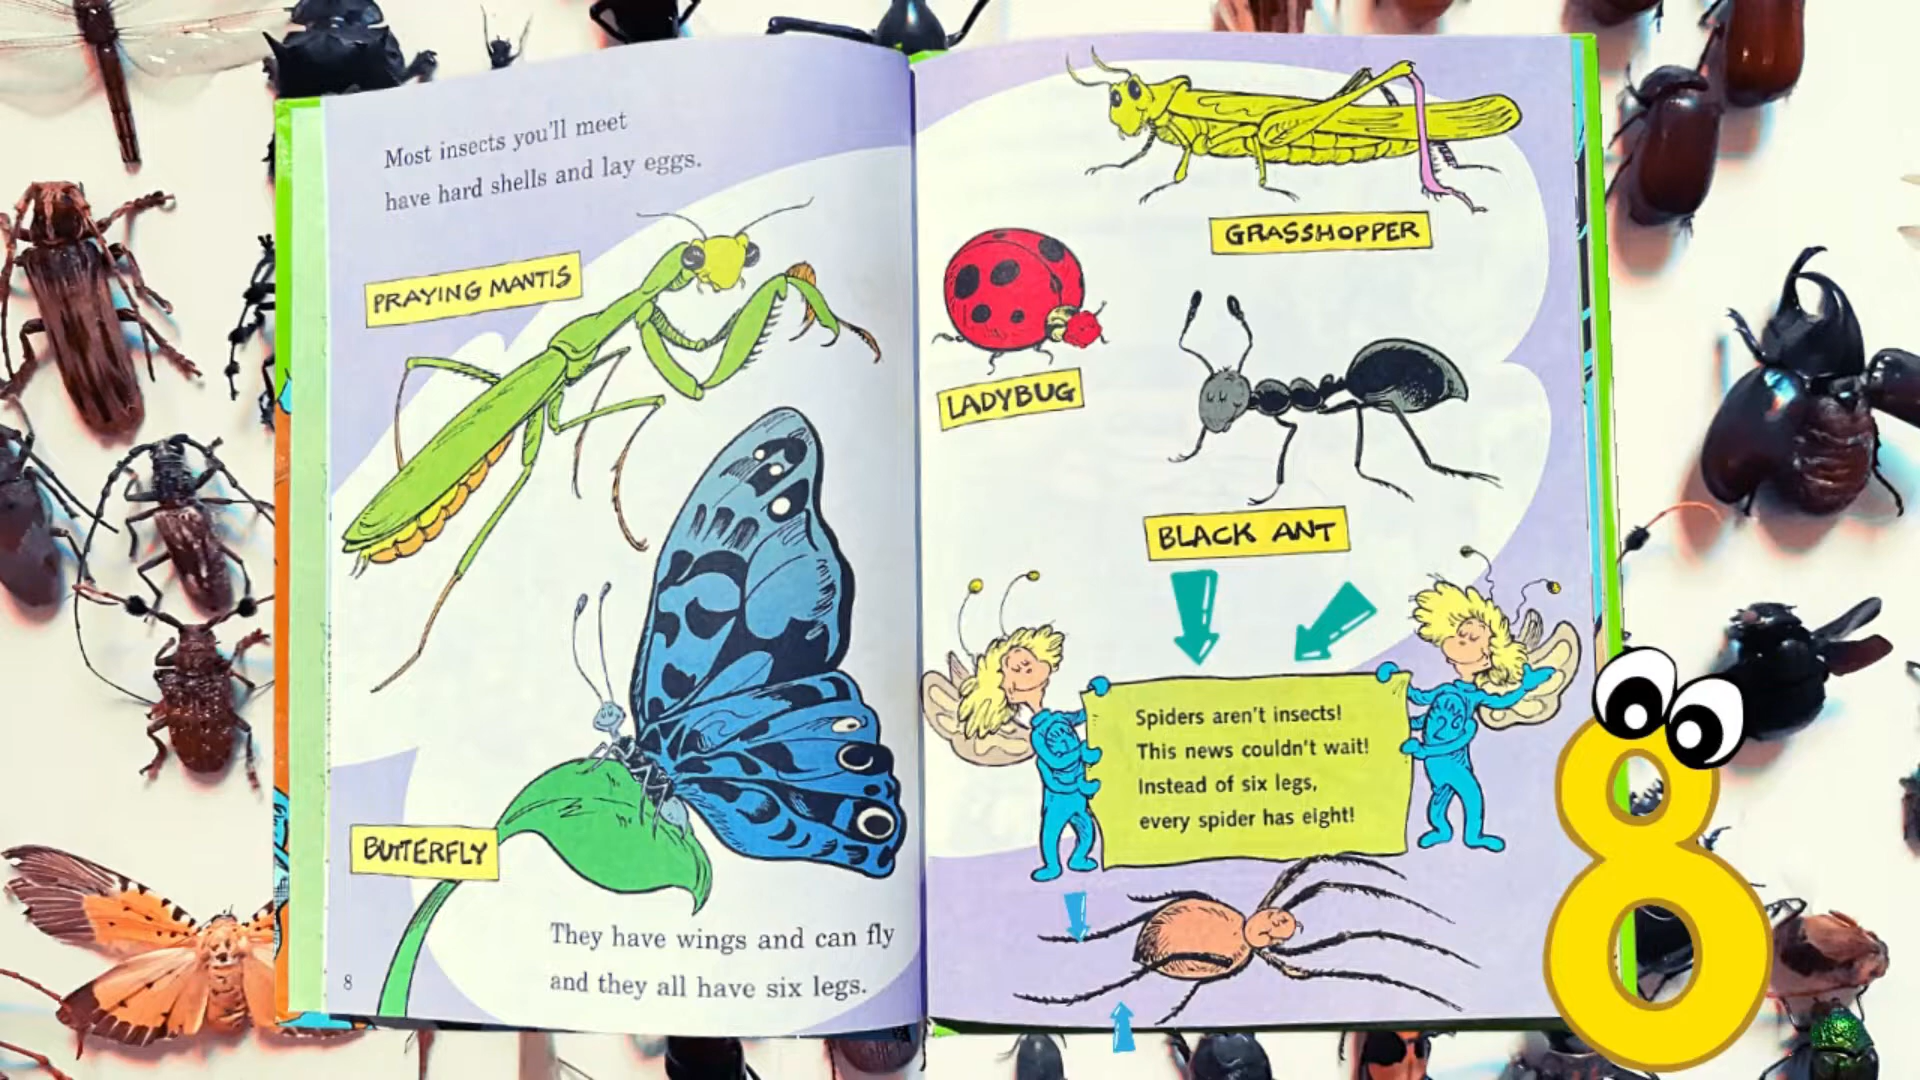 Most insects you'll meet
have hard shells and lay eggs.
PRAYING MANTIS
BUTTERFLY
They have wings and can fly
and they all have six legs.
8
GRASSHOPPER
LADYBUG
BLACK ANT
Spiders aren't insects!
This news couldn't wait!
Instead of six legs,
every spider has eight!
8